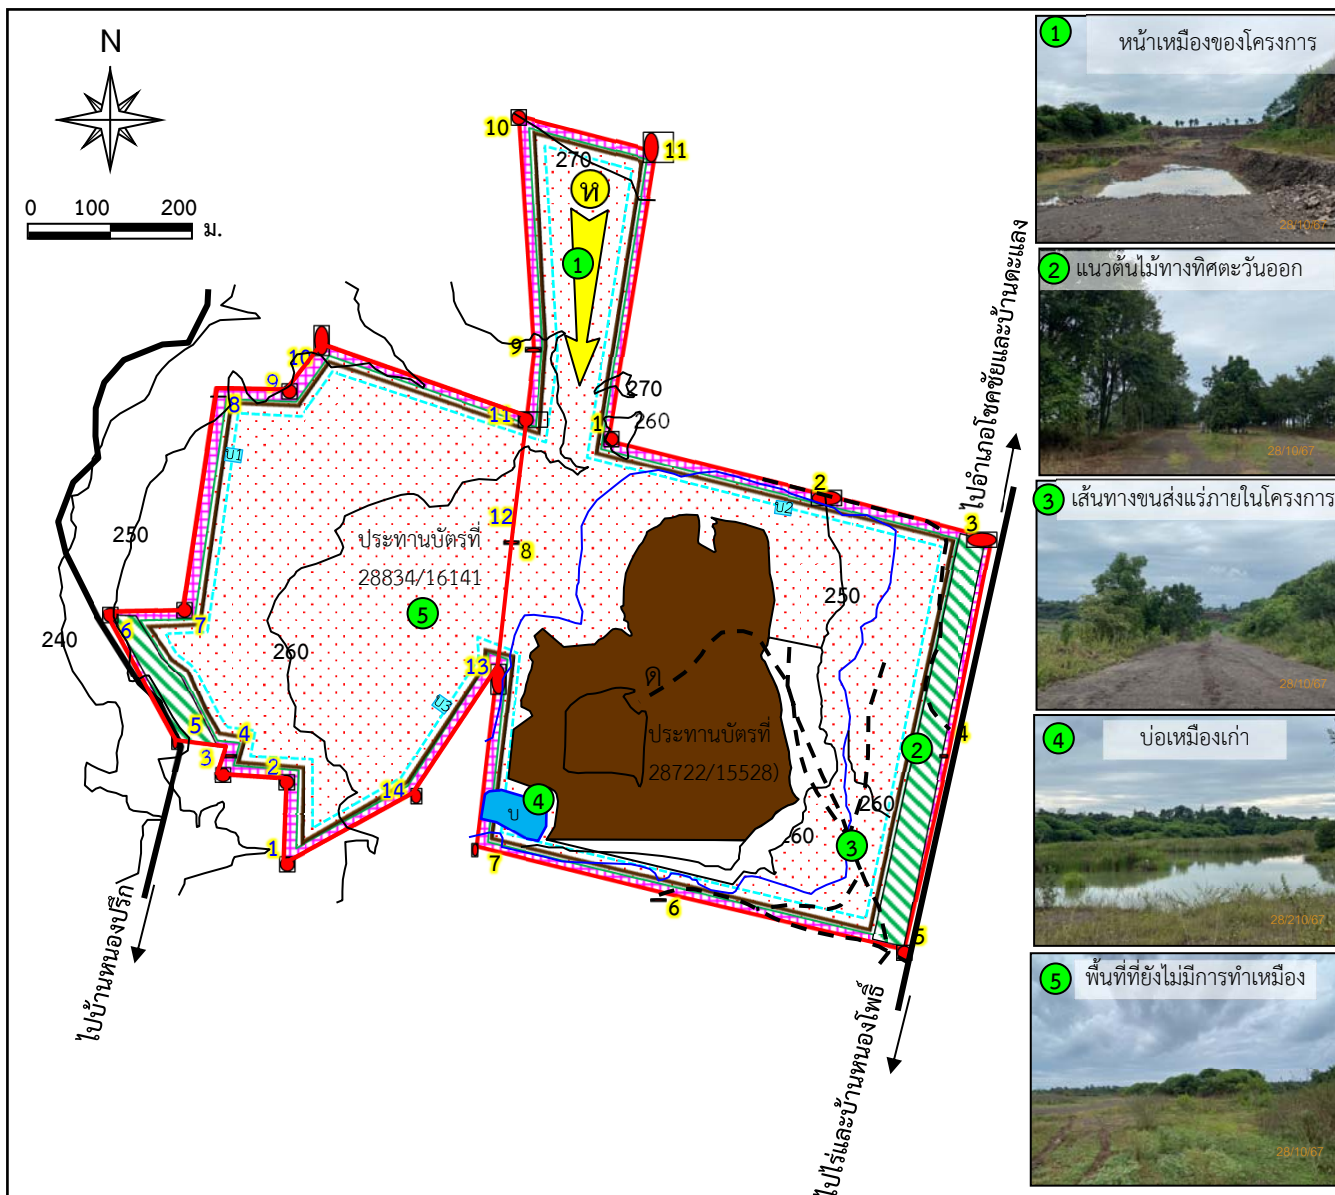 N
0 100 200
ม.
10
11
270
ห
1
9
270
260
1
10
9
8
11
บ1
2
บ2
3
12
8
250
250
ประทานบัตรที่
28834/16141
5
6
7
240
260
13
บ3
ด
ประทานบัตรที่
28722/15528)
4
2
5
4
3
2
14
1
4
บ
260
260
3
7
6
5
ไปบ้านหนองปรึก
ไปอำเภอโชคชัยและบ้านดะแลง
ไปไร่และบ้านหนองโพธิ์
1
หน้าเหมืองของโครงการ
28/10/67
2
แนวต้นไม้ทางทิศตะวันออก
28/10/67
3
เส้นทางขนส่งแร่ภายในโครงการ
28/10/67
4
บ่อเหมืองเก่า
28/210/67
5
พื้นที่ที่ยังไม่มีการทำเหมือง
28/10/67